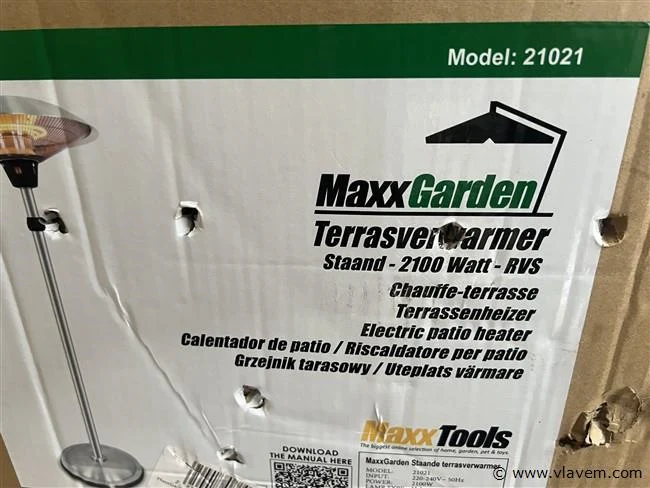 Model: 21021
MaxxGarden
Terrasverwarmer
Staand - 2100 Watt - RVS
Chauffe-terrasse
Terrassenheizer
Electric patio heater
Calentador de patio / Riscaldatore per patio
Grzejnik tarasowy / Uteplats värmare
MaxxTools
The biggest online selection of home, garden, pet & toys.
DOWNLOAD
THE MANUAL HERE
MaxxGarden Staande terrasverwarmer
MODEL: 21021
INPUT: 220-240V~ 50Hz
POWER: 2100W
© www.vlavem.com